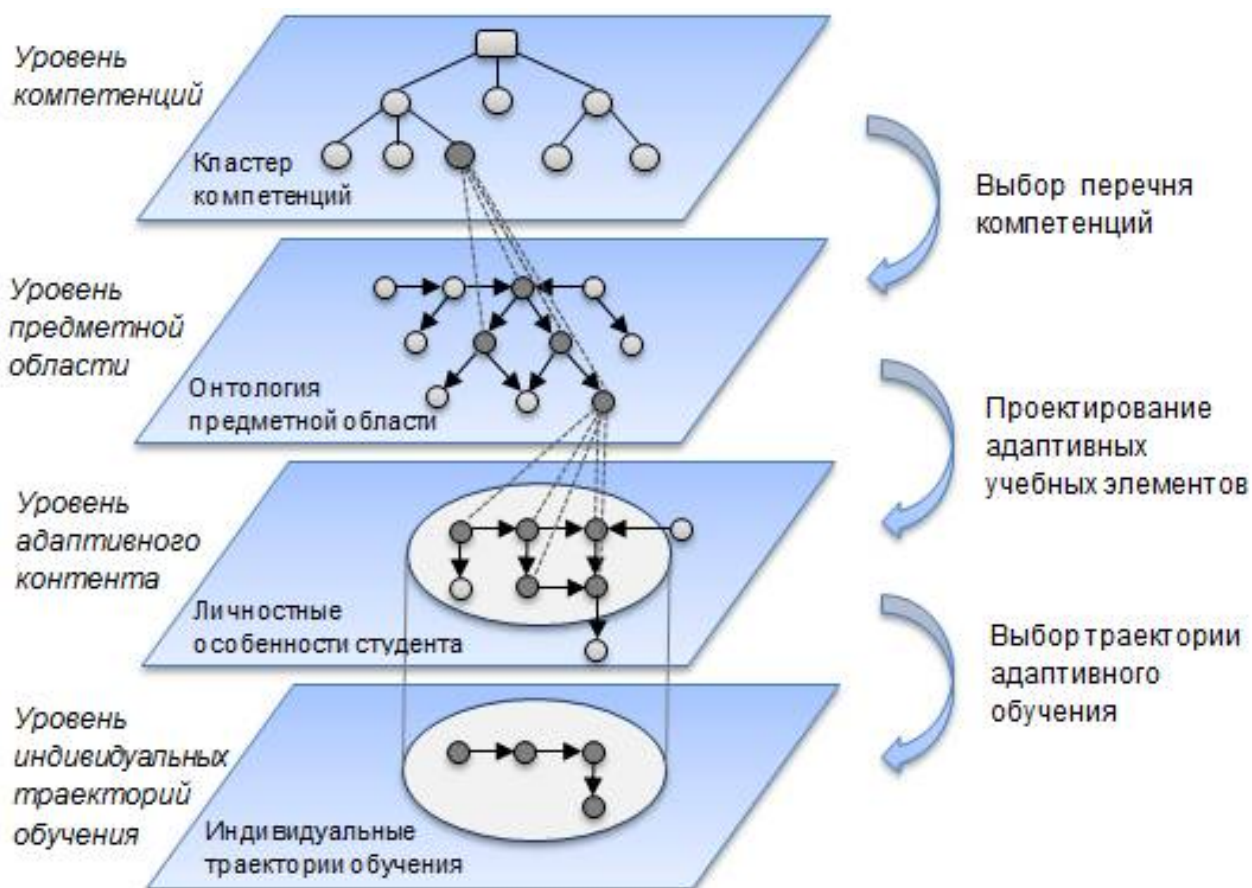 Уровень
компетенций
Кластер
компетенций
Выбор перечня
компетенций
Уровень
предметной
области
Онтология
предметной области
Проектирование
адаптивных
учебных элементов
Уровень
адаптивного
контента
Личностные
особенности студента
Выбор траектории
адаптивного
обучения
Уровень
индивидуальных
траекторий
обучения
Индивидуальные
траектории обучения